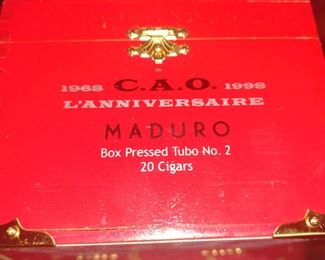 1968 C.A.O. 1998
L'ANNIVERSAIRE
MADURO
Box Pressed Tubo No. 2
20 Cigars